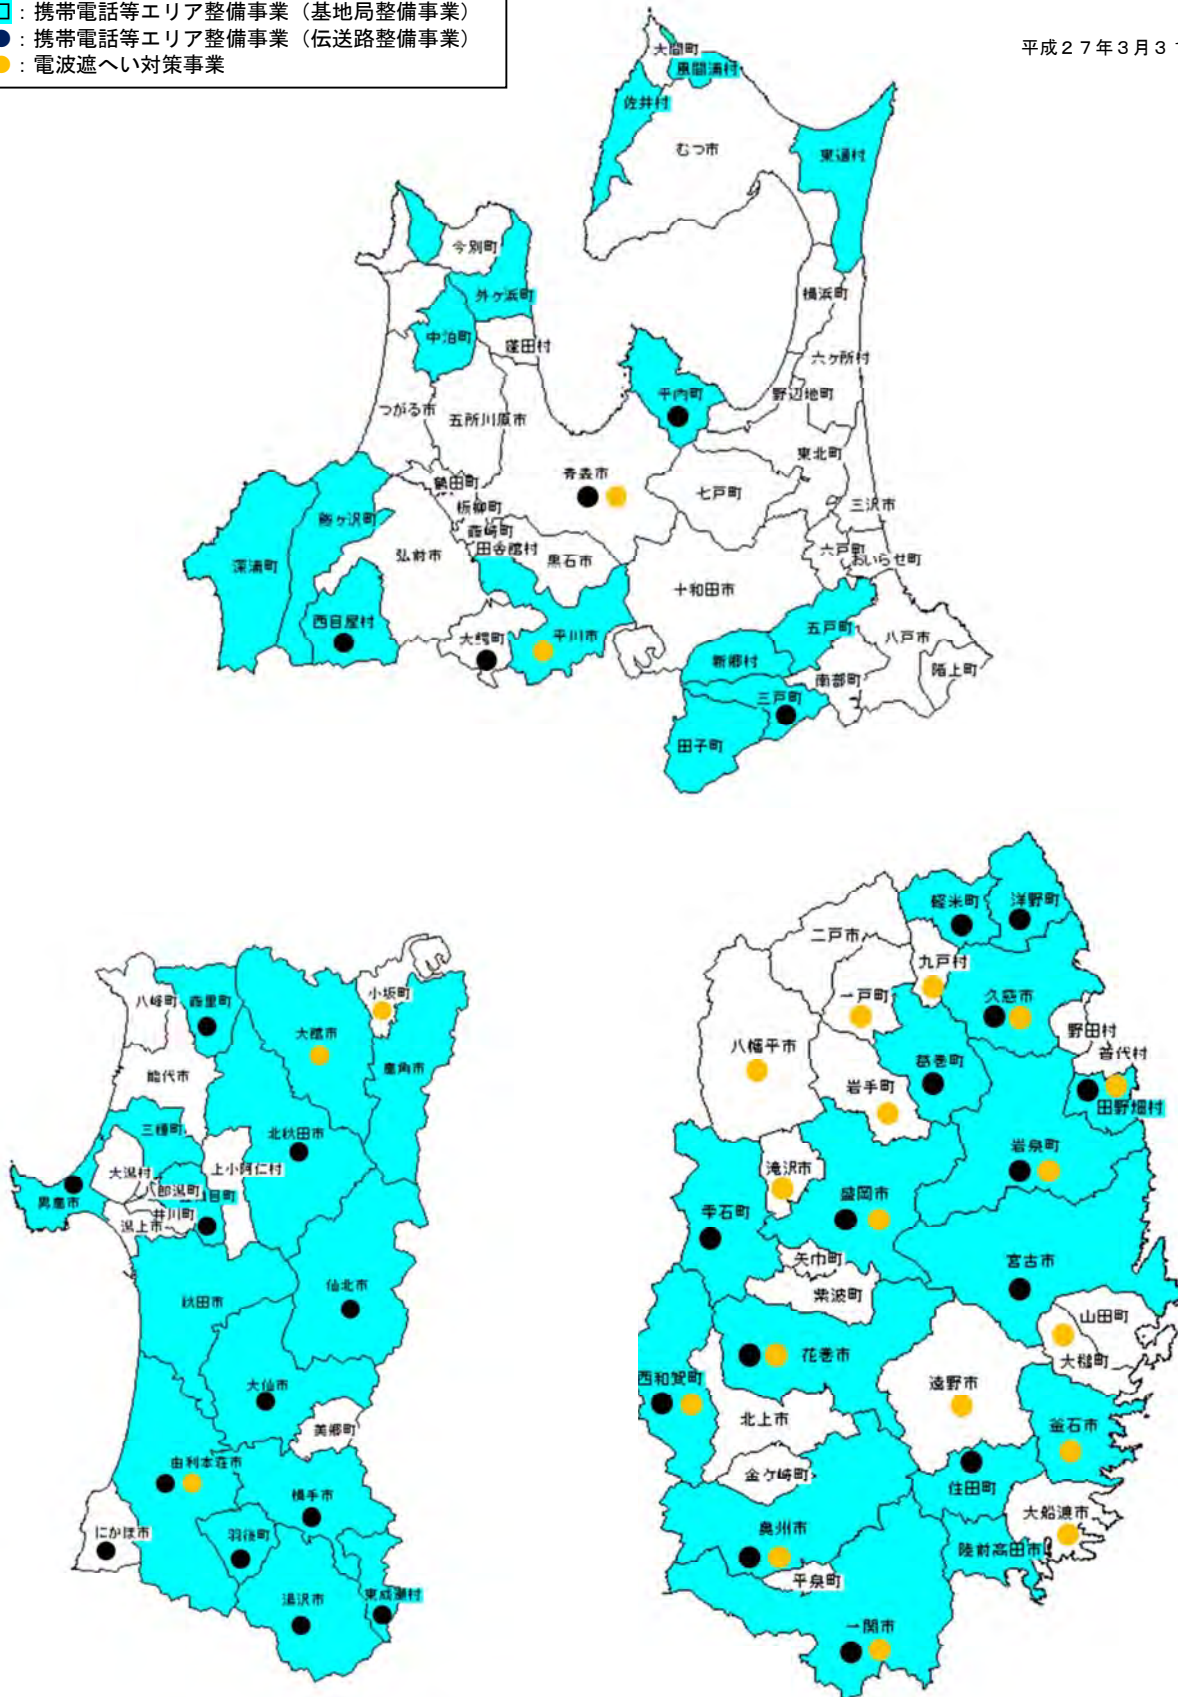 ：携帯電話等エリア整備事業（基地局整備事業）
：携帯電話等エリア整備事業（伝送路整備事業）
：電波遮へい対策事業
平成２７年３月３１
大間町
風間浦村
佐井村
むつ市
東通村
今別町
外ヶ浜町
横浜町
中泊町
蓬田村
六ヶ所村
平内町
野辺地町
つがる市
五所川原市
東北町
青森市
鶴田町
七戸町
三沢市
板柳町
鰺ヶ沢町
藤崎町
田舎館村
弘前市
黒石市
六戸町
おいらせ町
深浦町
十和田市
西目屋村
五戸町
八戸市
大鰐町
平川市
新郷村
南部町
階上町
三戸町
田子町
軽米町
洋野町
二戸市
九戸村
一戸町
久慈市
野田村
普代村
八幡平市
岩手町
葛巻町
田野畑村
岩泉町
滝沢市
盛岡市
雫石町
矢巾町
宮古市
紫波町
山田町
大槌町
花巻市
西和賀町
遠野市
北上市
釜石市
金ケ崎町
住田町
大船渡市
奥州市
陸前高田市
平泉町
一関市
八峰町
藤里町
小坂町
大館市
鹿角市
能代市
三種町
北秋田市
大潟村
上小阿仁村
八郎潟町
五城目町
男鹿市
井川町
潟上市
仙北市
秋田市
大仙市
美郷町
由利本荘市
横手市
にかほ市
羽後町
湯沢市
東成瀬村